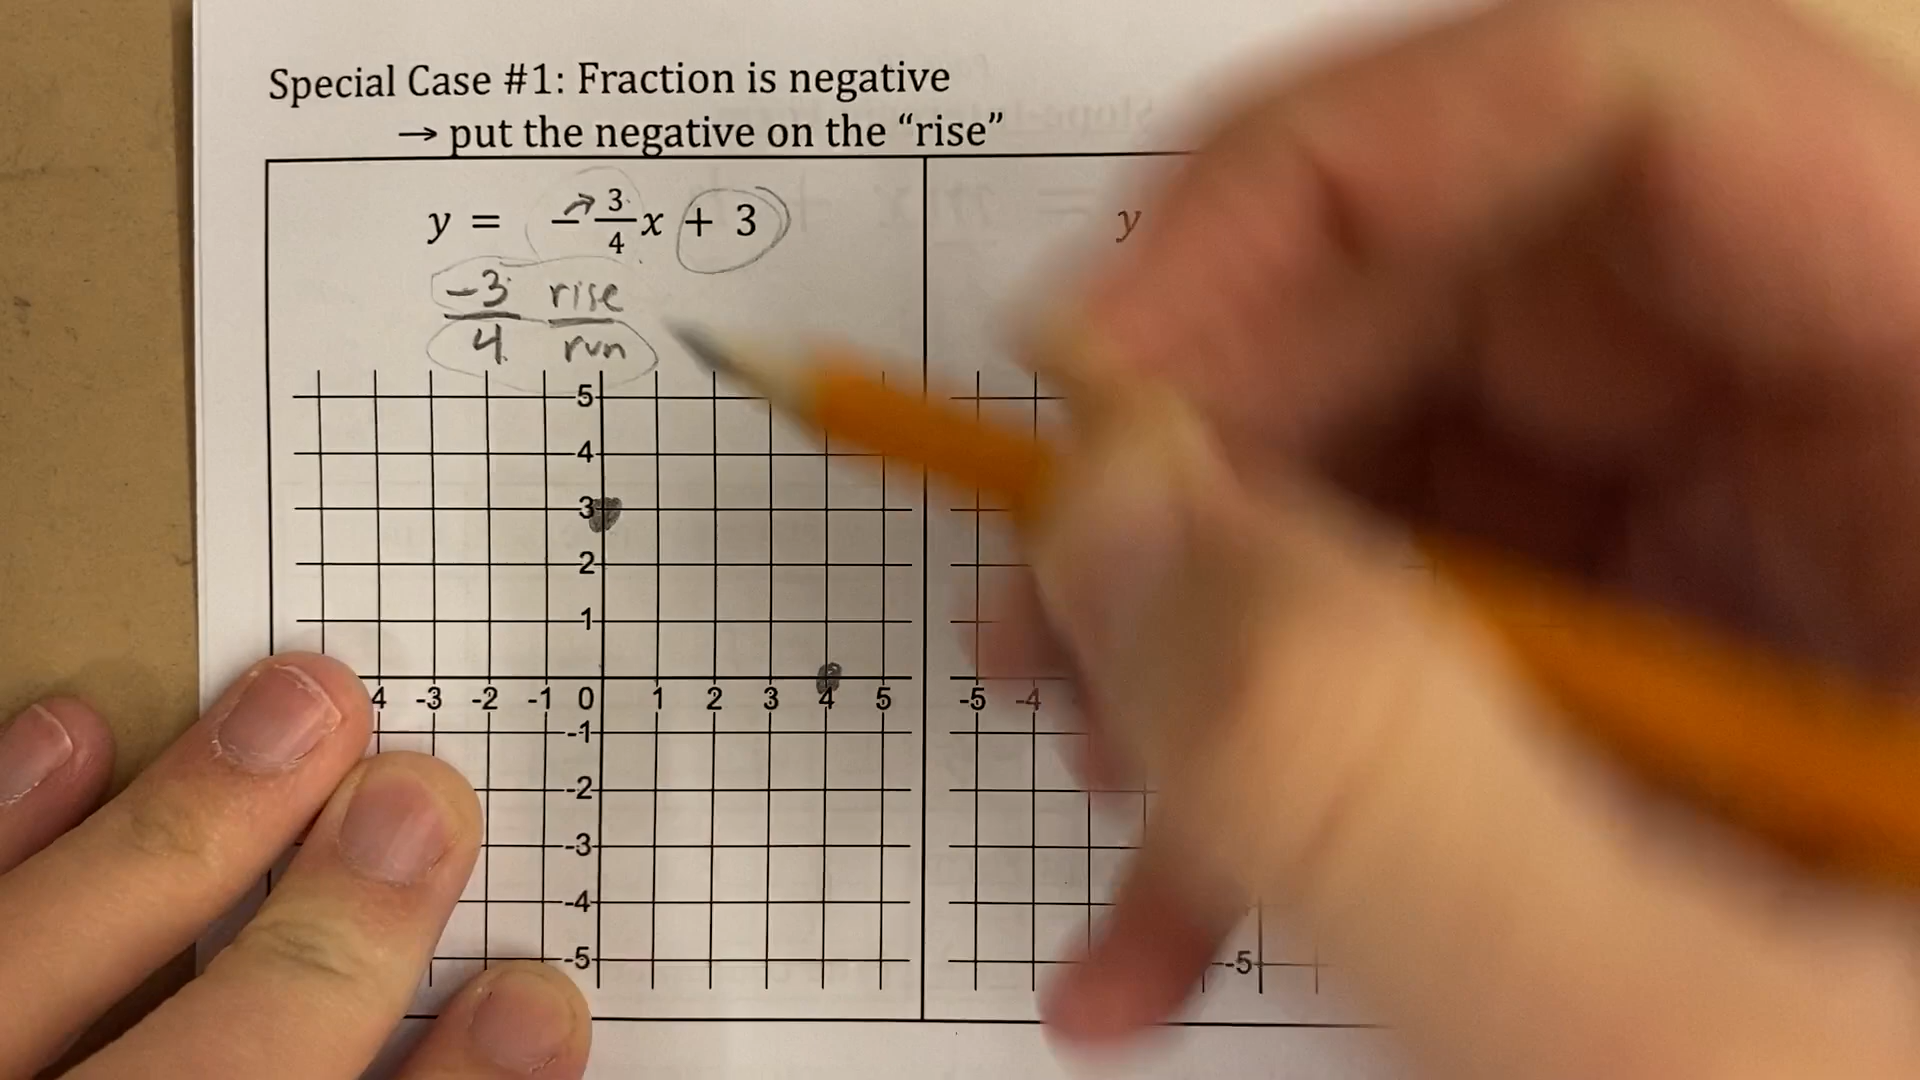 Special Case #1: Fraction is negative
→ put the negative on the “rise”
y = −3/4x + 3
y
-3/4 rise/run
5
4
3
2
1
4 -3 -2 -1 0 1 2 3 4 5
-5 -4
-1
-2
-3
-4
-5
-5